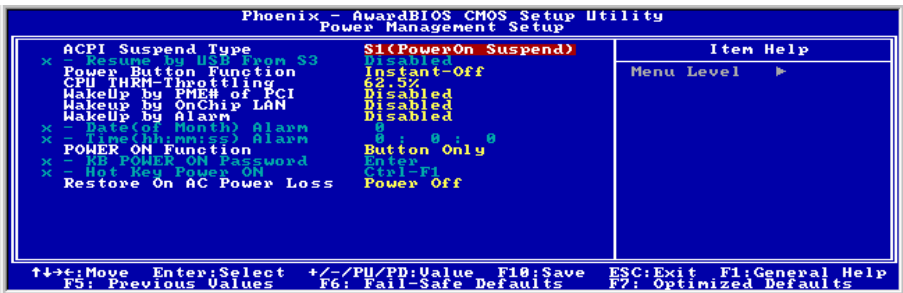 Phoenix - AwardBIOS CMOS Setup Utility
Power Management Setup
ACPI Suspend Type S1(PowerOn Suspend)
x - Resume by USB From S3 Disabled
Power Button Function Instant-Off
CPU THRM-Throttling 62.5%
WakeUp by PME# of PCI Disabled
WakeUp by OnChip LAN Disabled
WakeUp by Alarm Disabled
x - Date(of Month) Alarm 0
x - Time(hh:mm:ss) Alarm 0 : 0 : 0
POWER ON Function Button Only
x - KB POWER ON Password Enter
x - Hot Key Power ON Ctrl-F1
Restore On AC Power Loss Power Off
Item Help
Menu Level ►
↑↓→←:Move Enter:Select +/-/PU/PD:Value F10:Save ESC:Exit F1:General Help
F5: Previous Values F6: Fail-Safe Defaults F7: Optimized Defaults